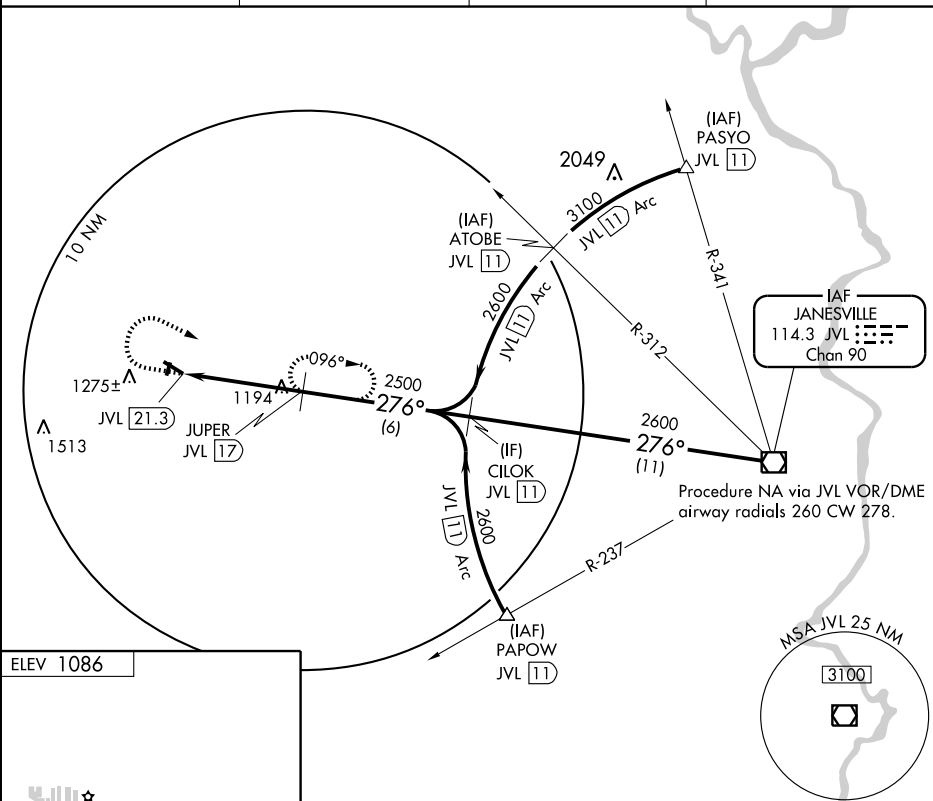 (IAF)
PASYO
JVL 11
2049
3100
JVL 11 Arc
(IAF)
ATOBE
JVL 11
10 NM
2600
JVL 11 Arc
R-341
R-312
IAF
JANESVILLE
114.3 JVL
Chan 90
096°
1275±
1194
2500
276°
(6)
JVL 21.3
JUPER
JVL 17
1513
2600
276°
(11)
(IF)
CILOK
JVL 11
Procedure NA via JVL VOR/DME
airway radials 260 CW 278.
JVL 11 Arc
2600
R-237
(IAF)
PAPOW
JVL 11
MSA JVL 25 NM
3100
ELEV 1086